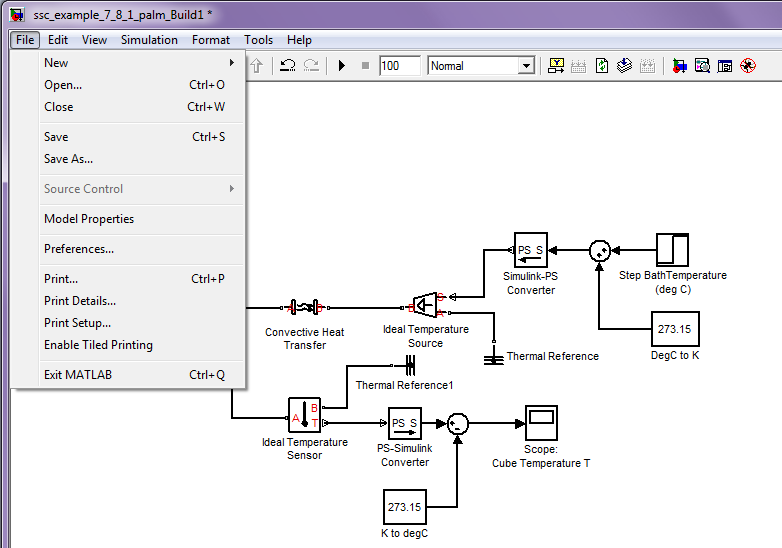 ssc_example_7_8_1_palm_Build1 *
File Edit View Simulation Format Tools Help
100 Normal
New
Open... Ctrl+O
Close Ctrl+W
Save Ctrl+S
Save As...
Source Control
Model Properties
Preferences...
Print... Ctrl+P
Print Details...
Print Setup...
Enable Tiled Printing
Exit MATLAB Ctrl+Q
PS S
Simulink-PS
Converter
Step BathTemperature
(deg C)
A B
Convective Heat
Transfer
B S A
Ideal Temperature
Source
273.15
DegC to K
Thermal Reference
Thermal Reference1
A B T
Ideal Temperature
Sensor
PS S
PS-Simulink
Converter
Scope:
Cube Temperature T
273.15
K to degC